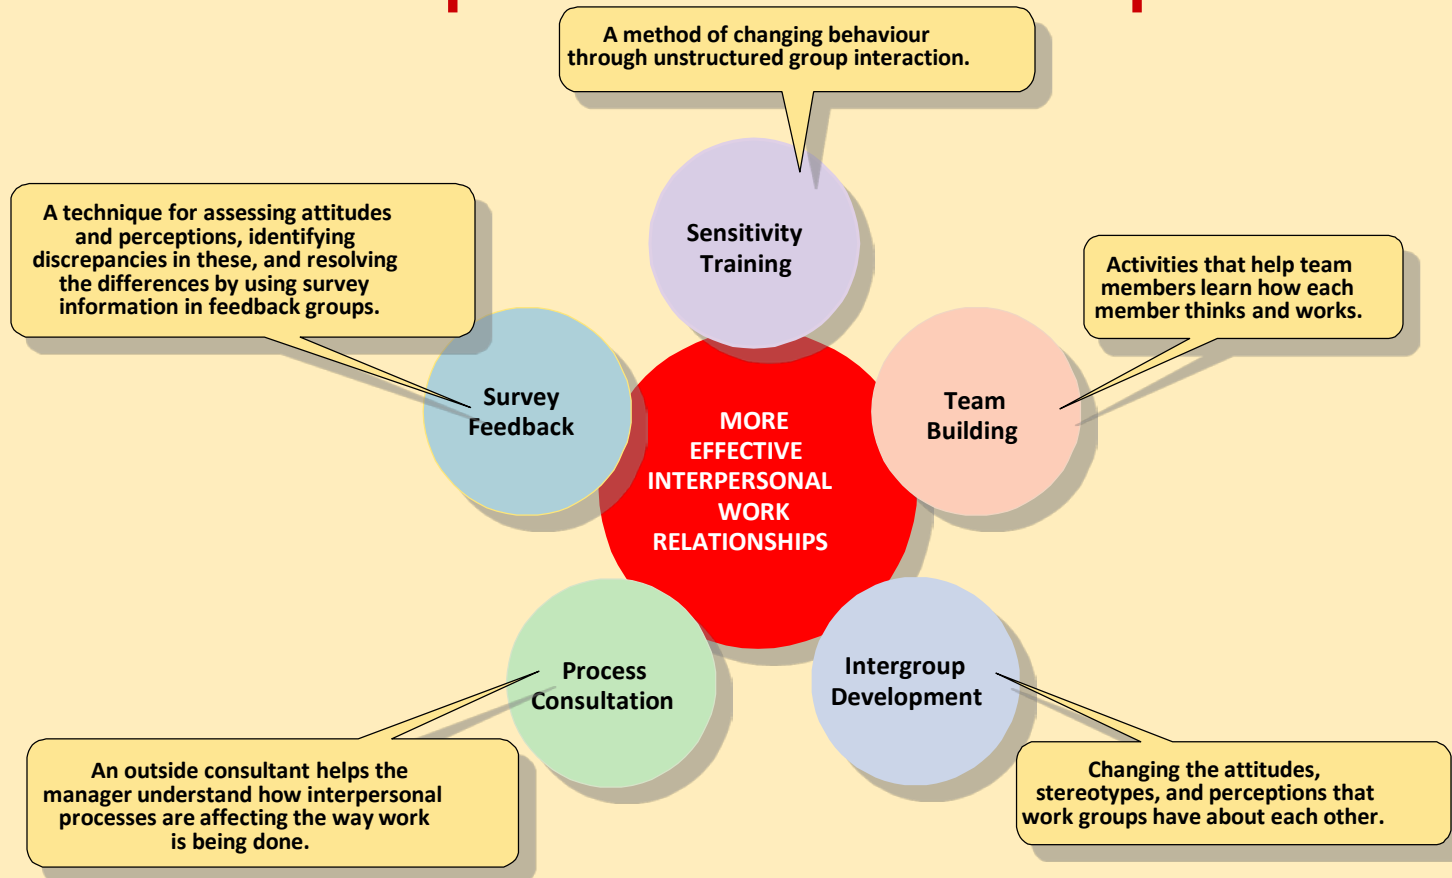 A method of changing behaviour
through unstructured group interaction.
Sensitivity
Training
A technique for assessing attitudes
and perceptions, identifying
discrepancies in these, and resolving
the differences by using survey
information in feedback groups.
Activities that help team
members learn how each
member thinks and works.
Survey
Feedback
Team
Building
MORE
EFFECTIVE
INTERPERSONAL
WORK
RELATIONSHIPS
Process
Consultation
Intergroup
Development
An outside consultant helps the
manager understand how interpersonal
processes are affecting the way work
is being done.
Changing the attitudes,
stereotypes, and perceptions that
work groups have about each other.